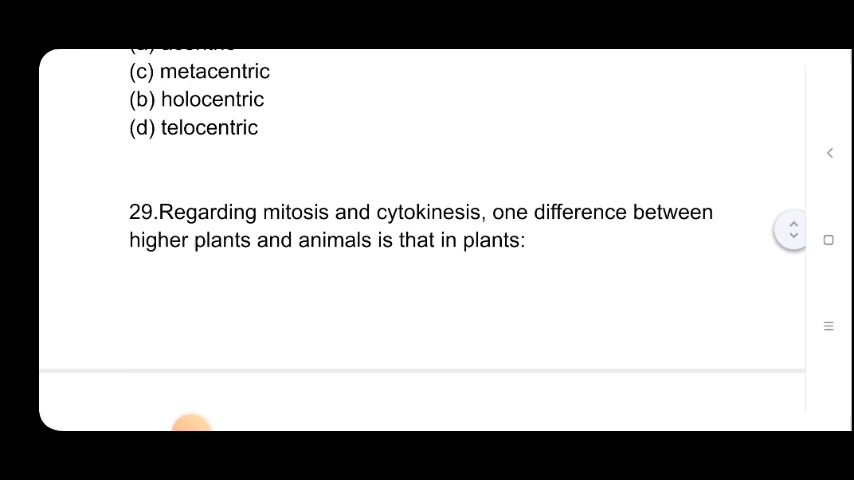 (c) metacentric
(b) holocentric
(d) telocentric
29.Regarding mitosis and cytokinesis, one difference between
higher plants and animals is that in plants: